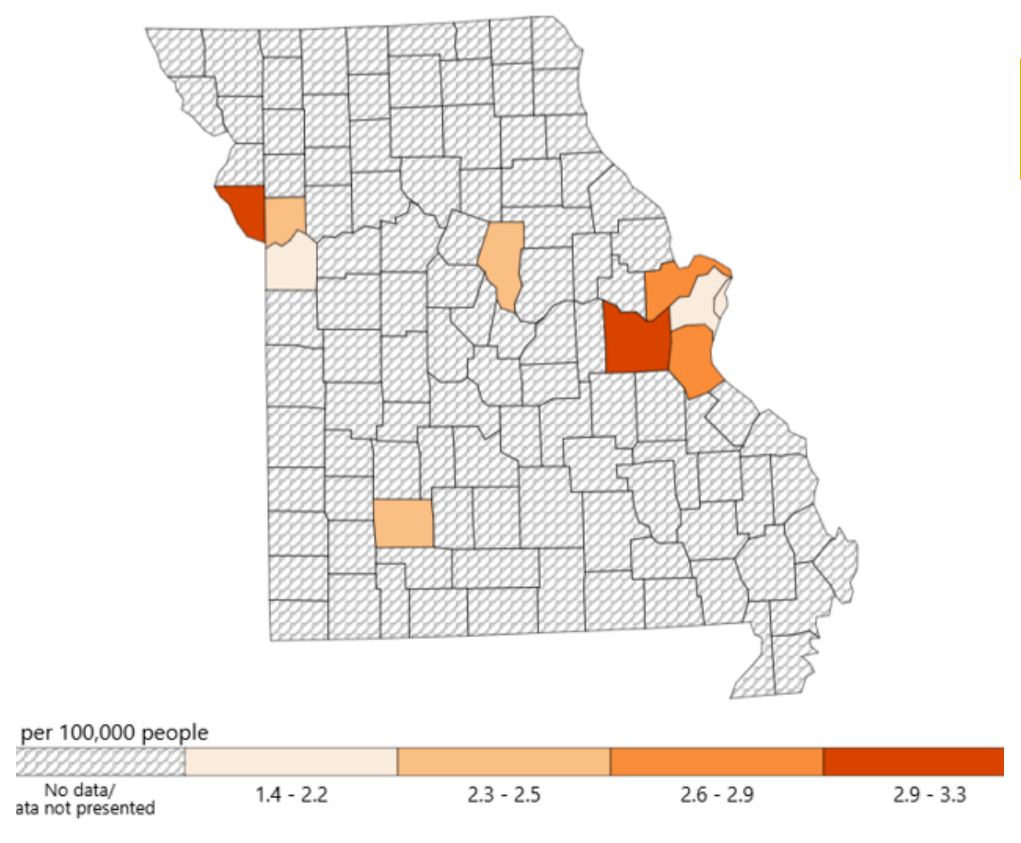 per 100,000 people
No data/
ata not presented
1.4 - 2.2
2.3 - 2.5
2.6 - 2.9
2.9 - 3.3